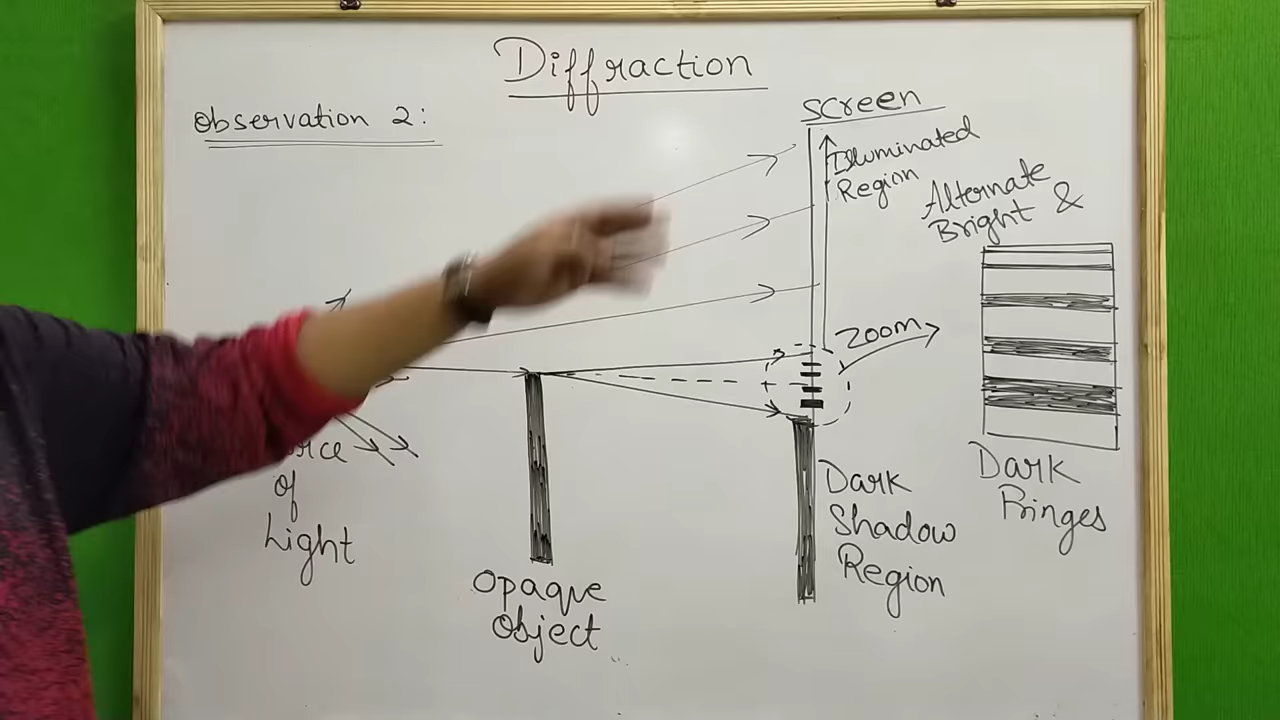 Diffraction
Observation 2:
Screen
Illuminated
Region
Alternate
Bright &
Zoom
of
Light
Opaque
Object
Dark
Shadow
Region
Dark
Fringes